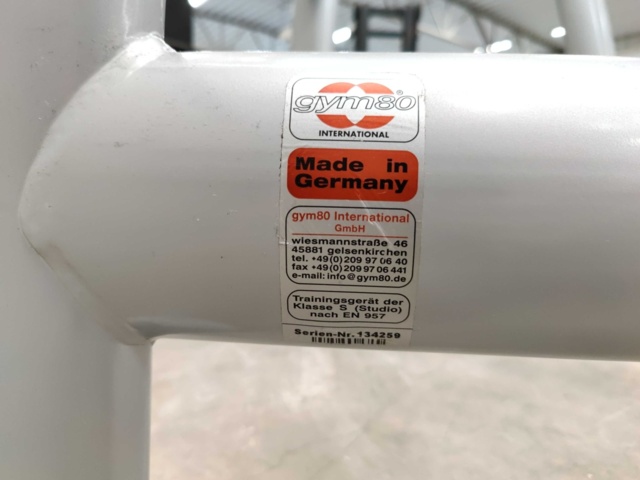 gym80
INTERNATIONAL
Made in
Germany
gym80 International
GmbH
wiesmannstraße 46
45881 gelsenkirchen
tel. +49(0)209 97 06 40
fax +49(0)209 97 06 441
e-mail: info@gym80.de
Trainingsgerät der
Klasse S (Studio)
nach EN 957
Serien-Nr. 134259